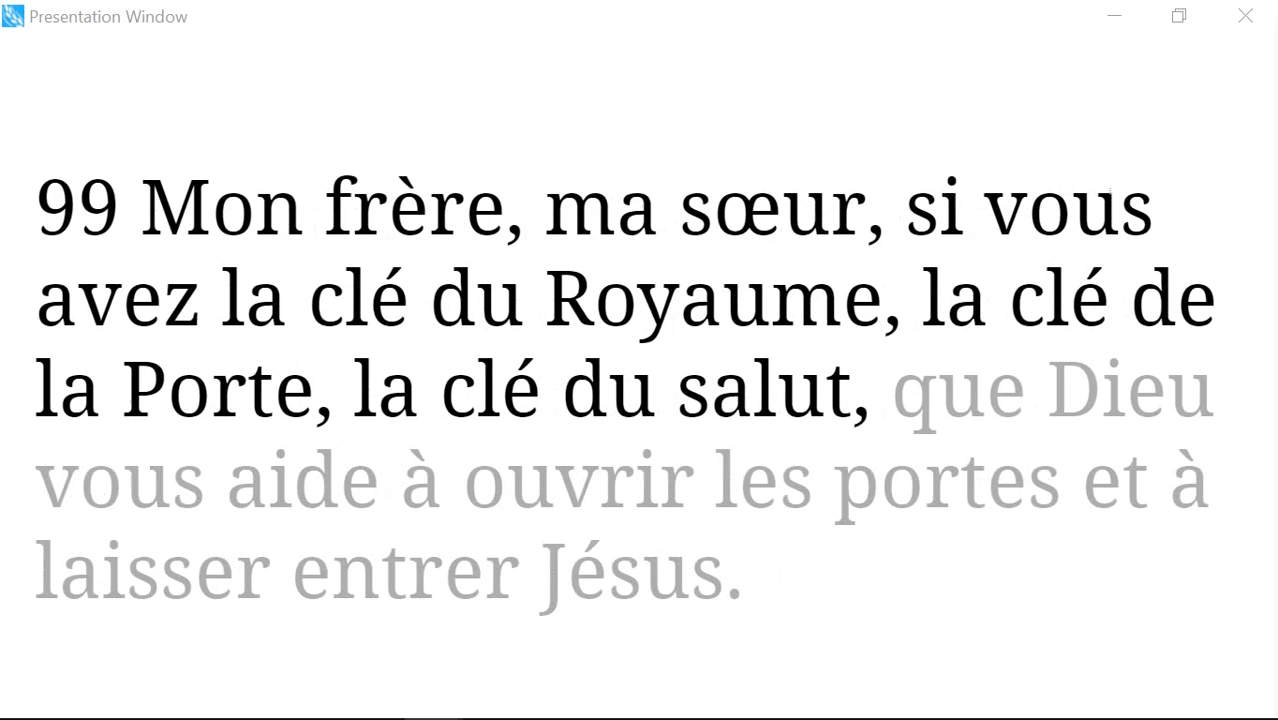 Presentation Window
99 Mon frère, ma sœur, si vous
avez la clé du Royaume, la clé de
la Porte, la clé du salut, que Dieu
vous aide à ouvrir les portes et à
laisser entrer Jésus.